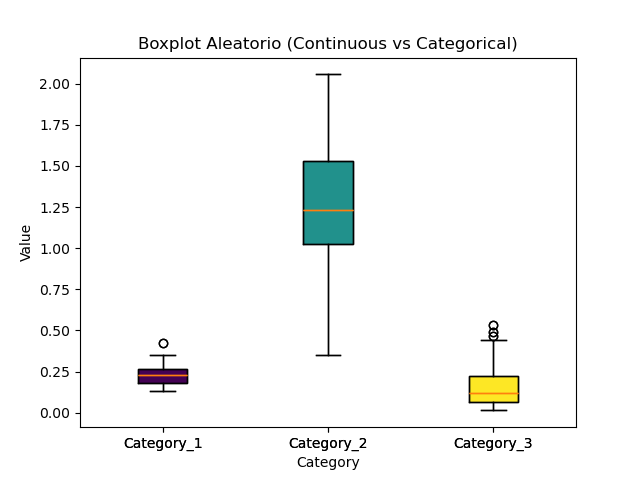 Boxplot Aleatorio (Continuous vs Categorical)
2.00
1.75
1.50
1.25
1.00
0.75
0.50
0.25
0.00
Value
Category_1 Category_2 Category_3
Category